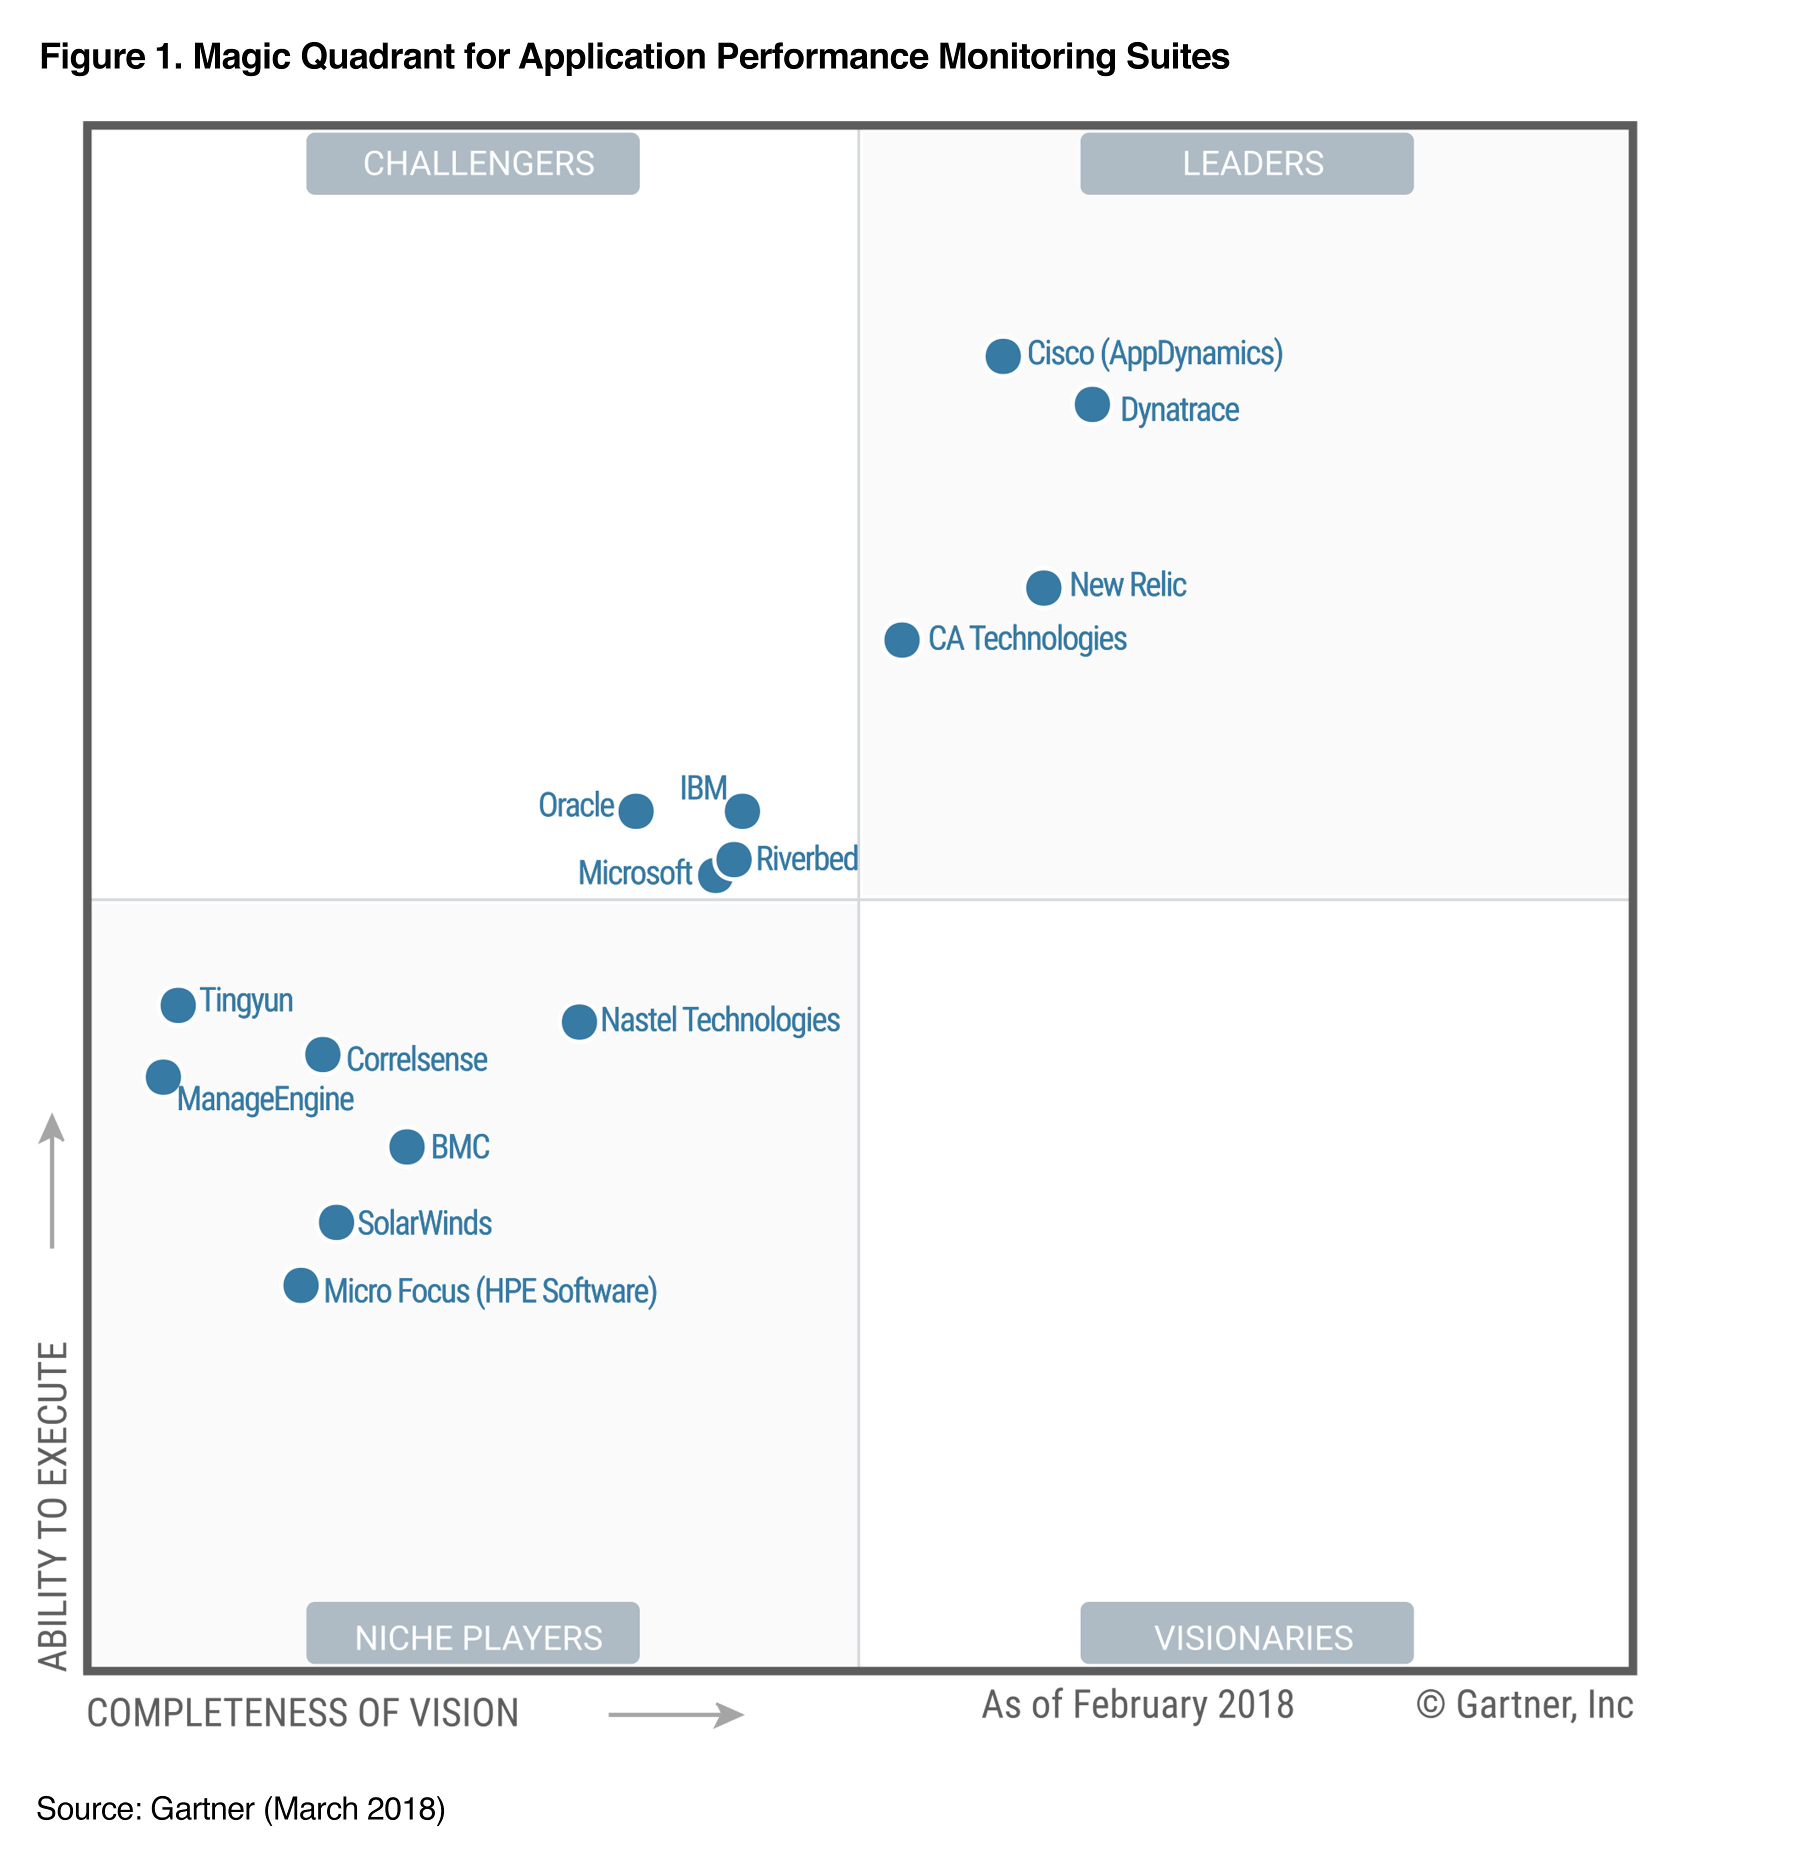 Figure 1. Magic Quadrant for Application Performance Monitoring Suites
CHALLENGERS
LEADERS
Cisco (AppDynamics)
Dynatrace
New Relic
CA Technologies
IBM
Oracle
Riverbed
Microsoft
Tingyun
Nastel Technologies
Correlsense
ManageEngine
BMC
SolarWinds
Micro Focus (HPE Software)
ABILITY TO EXECUTE
NICHE PLAYERS
VISIONARIES
COMPLETENESS OF VISION
As of February 2018
© Gartner, Inc
Source: Gartner (March 2018)